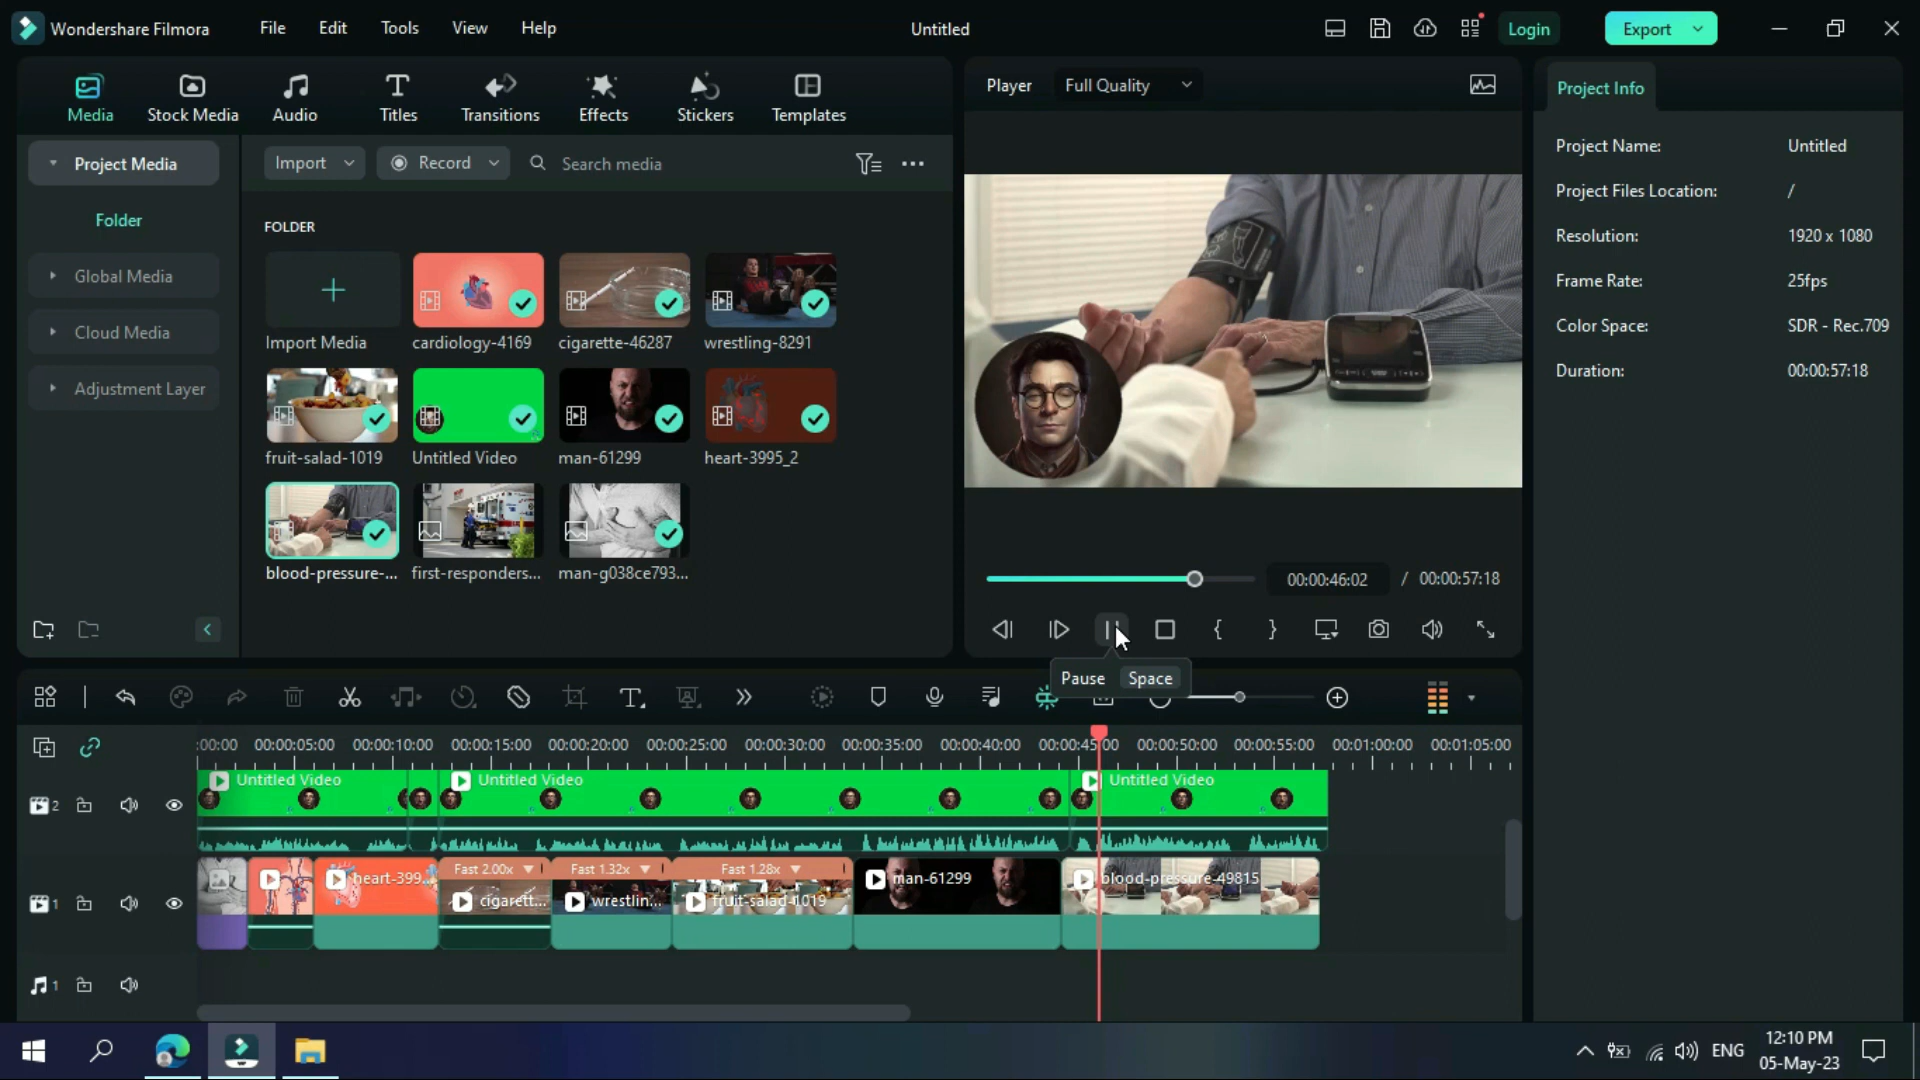 Wondershare Filmora File Edit Tools View Help Untitled Login Export
Media Stock Media Audio Titles Transitions Effects Stickers Templates
Player Full Quality
Project Info
Project Media
Import Record Search media
Folder
Global Media
Cloud Media
Adjustment Layer
FOLDER
Import Media cardiology-4169 cigarette-46287 wrestling-8291
fruit-salad-1019 Untitled Video man-61299 heart-3995_2
blood-pressure-... first-responders... man-g038ce793...
Project Name: Untitled
Project Files Location: /
Resolution: 1920 x 1080
Frame Rate: 25fps
Color Space: SDR - Rec.709
Duration: 00:00:57:18
00:00:46:02 / 00:00:57:18
Pause Space
:00:00 00:00:05:00 00:00:10:00 00:00:15:00 00:00:20:00 00:00:25:00 00:00:30:00 00:00:35:00 00:00:40:00 00:00:45:00 00:00:50:00 00:00:55:00 00:01:00:00 00:01:05:00
Untitled Video Untitled Video Untitled Video
2
Fast 2.00x Fast 1.32x Fast 1.28x
heart-399... cigarett... wrestlin... fruit-salad-1019 man-61299 blood-pressure-49815
1
1
ENG
12:10 PM
05-May-23